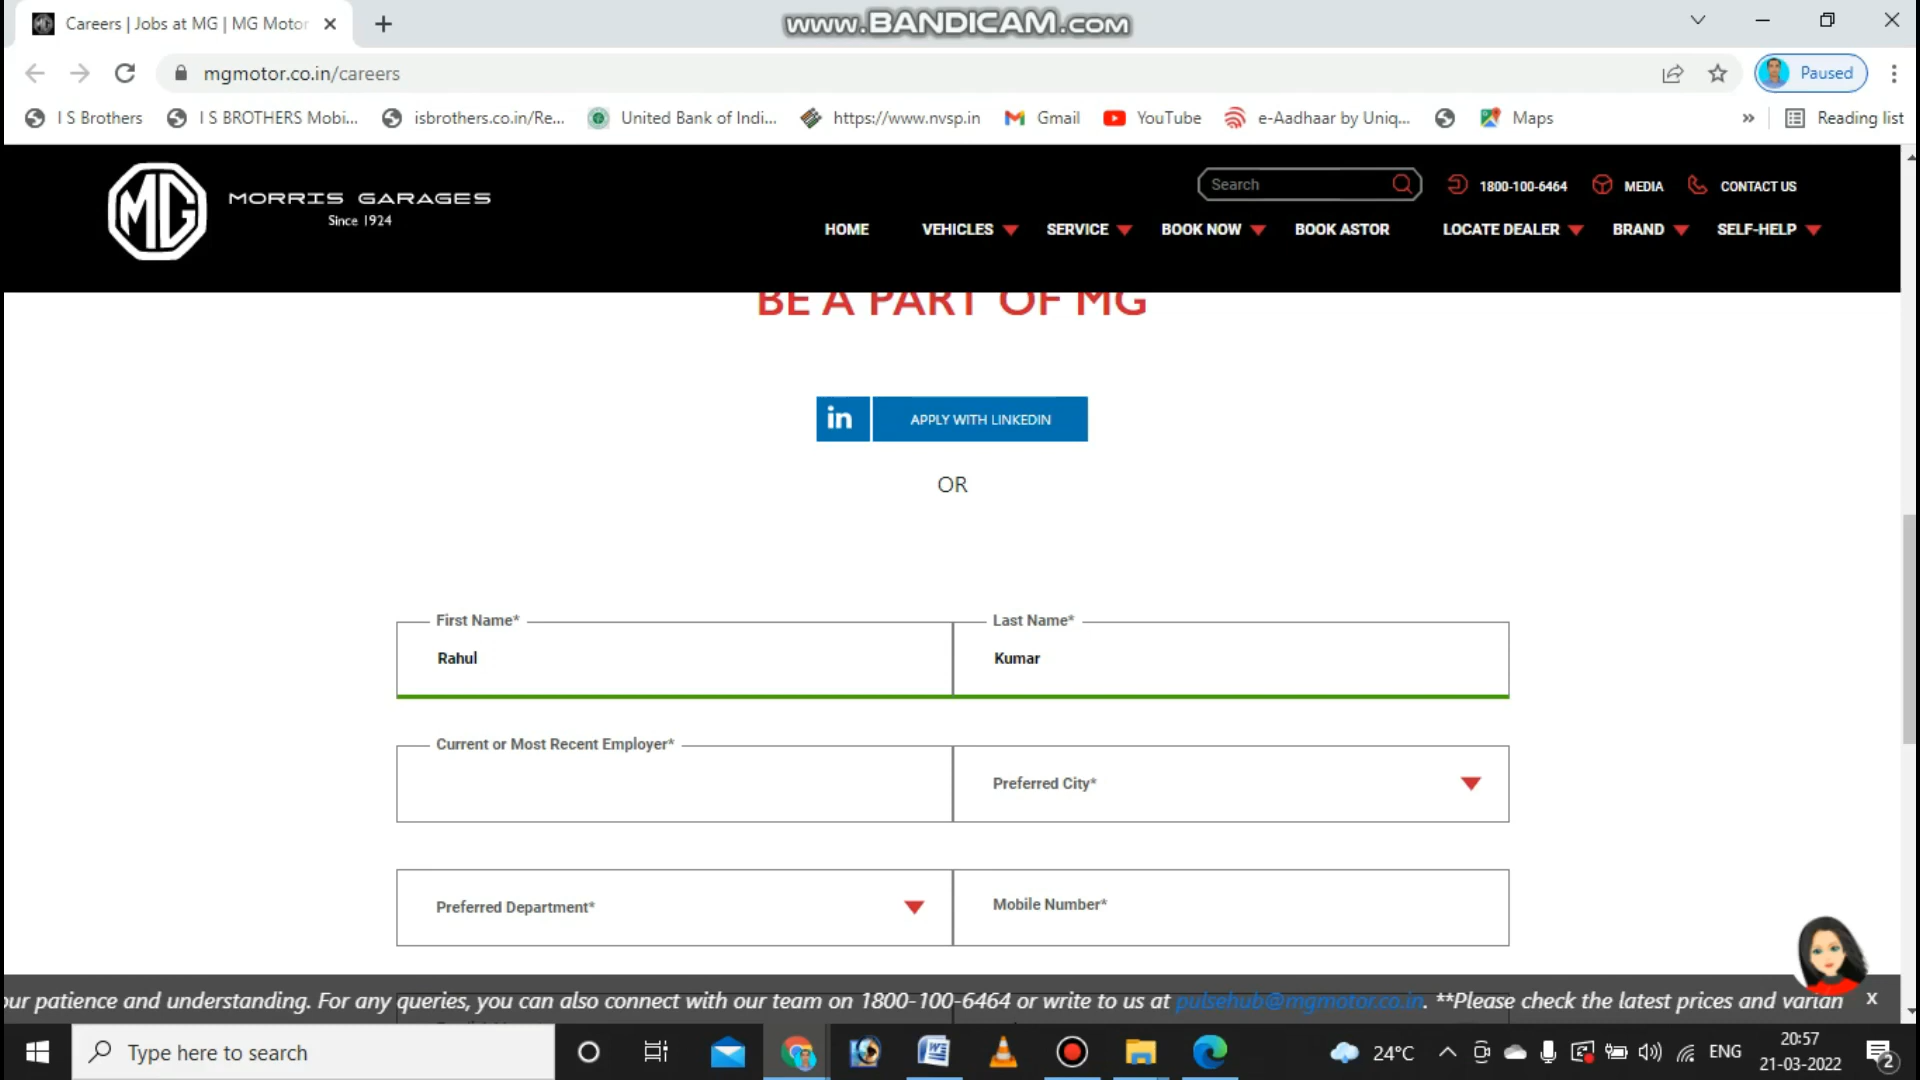 Careers | Jobs at MG | MG Motor
www.BANDICAM.com
mgmotor.co.in/careers
Paused
I S Brothers
I S BROTHERS Mobi...
isbrothers.co.in/Re...
United Bank of Indi...
https://www.nvsp.in
Gmail
YouTube
e-Aadhaar by Uniq...
Maps
»
Reading list
MG
MORRIS GARAGES
Since 1924
Search
1800-100-6464
MEDIA
CONTACT US
HOME
VEHICLES
SERVICE
BOOK NOW
BOOK ASTOR
LOCATE DEALER
BRAND
SELF-HELP
BE A PART OF MG
in
APPLY WITH LINKEDIN
OR
First Name*
Rahul
Last Name*
Kumar
Current or Most Recent Employer*
Preferred City*
Preferred Department*
Mobile Number*
our patience and understanding. For any queries, you can also connect with our team on 1800-100-6464 or write to us at pulsehub@mgmotor.co.in. **Please check the latest prices and varian
x
Type here to search
24°C
ENG
20:57
21-03-2022
2